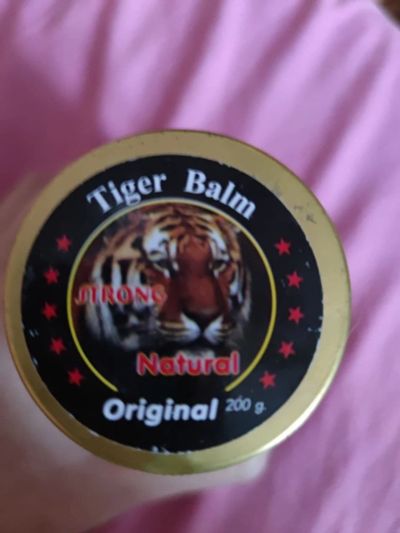 Tiger Balm
STRONG
Natural
Original 200 g.